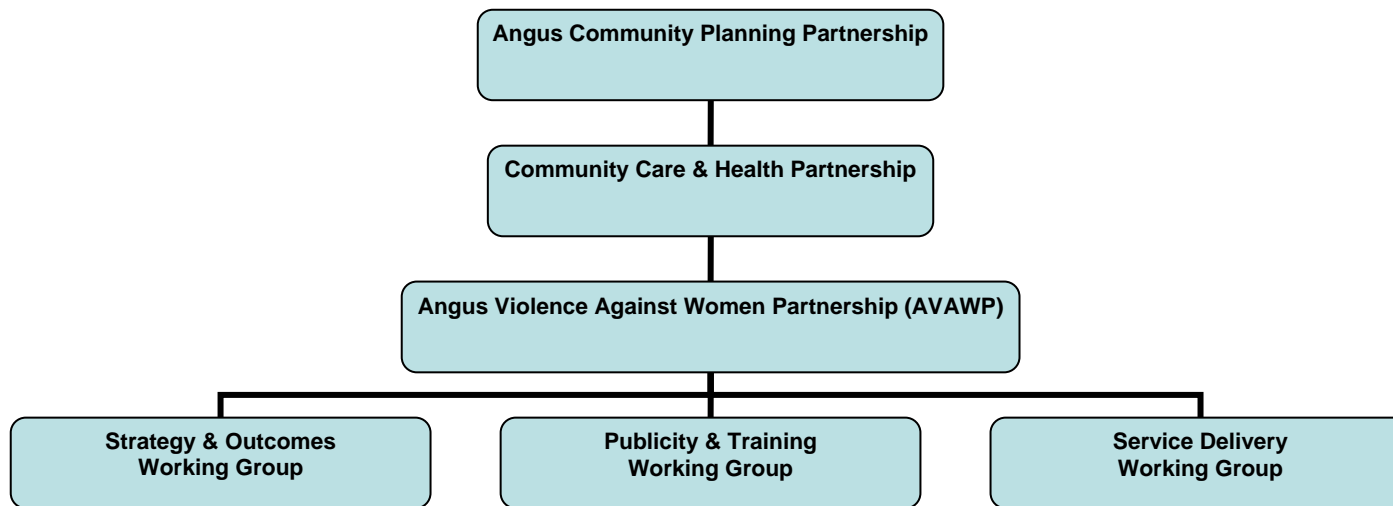 Angus Community Planning Partnership
Community Care & Health Partnership
Angus Violence Against Women Partnership (AVAWP)
Strategy & Outcomes
Working Group
Publicity & Training
Working Group
Service Delivery
Working Group